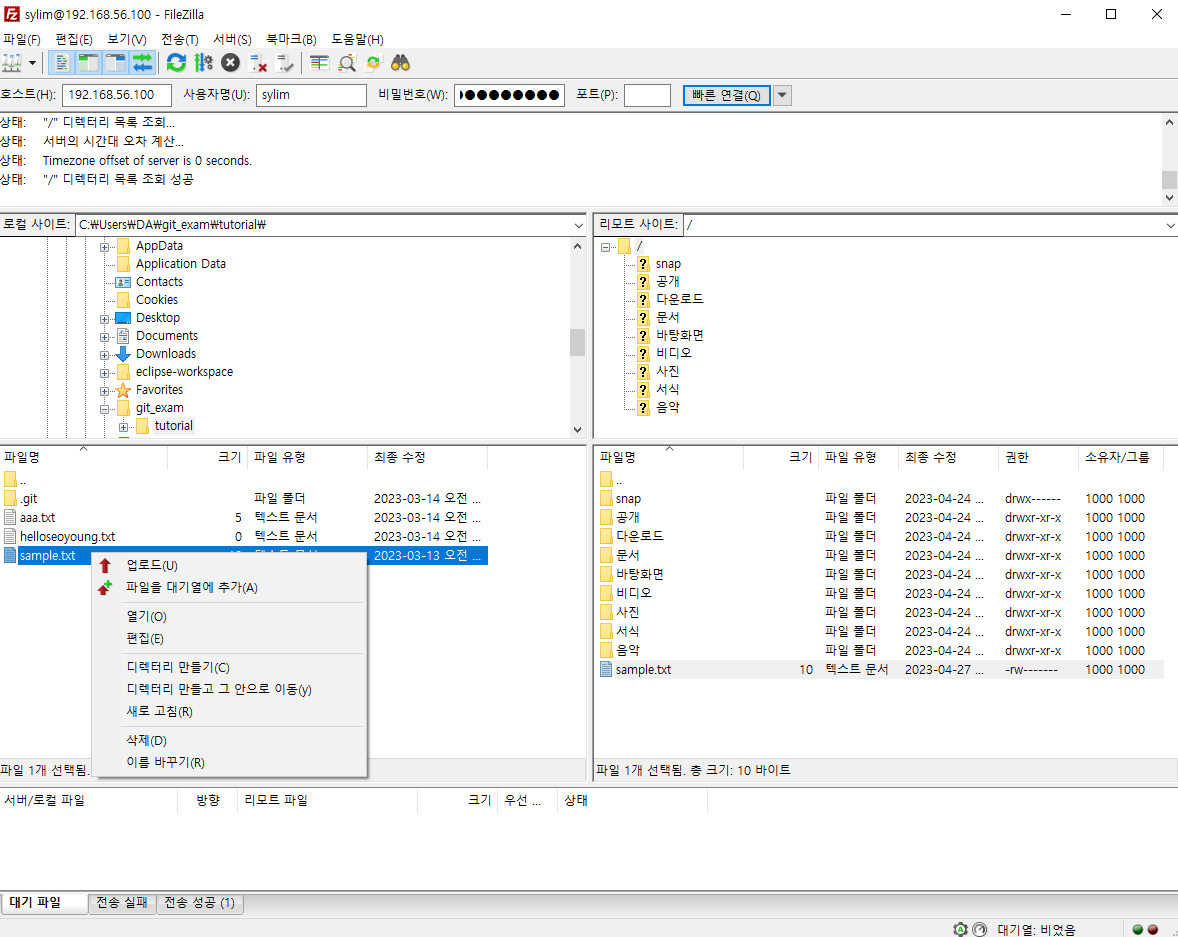 sylim@192.168.56.100 - FileZilla
파일(F) 편집(E) 보기(V) 전송(T) 서버(S) 북마크(B) 도움말(H)
호스트(H): 192.168.56.100 사용자명(U): sylim 비밀번호(W): ●●●●●●●● 포트(P): 빠른 연결(Q)
상태: "/" 디렉터리 목록 조회...
상태: 서버의 시간대 오차 계산...
상태: Timezone offset of server is 0 seconds.
상태: "/" 디렉터리 목록 조회 성공
로컬 사이트: C:₩Users₩DA₩git_exam₩tutorial₩
AppData
Application Data
Contacts
Cookies
Desktop
Documents
Downloads
eclipse-workspace
Favorites
git_exam
tutorial
리모트 사이트: /
/
snap
공개
다운로드
문서
바탕화면
비디오
사진
서식
음악
파일명 크기 파일 유형 최종 수정
..
.git 파일 폴더 2023-03-14 오전 ...
aaa.txt 5 텍스트 문서 2023-03-14 오전 ...
helloseoyoung.txt 0 텍스트 문서 2023-03-14 오전 ...
sample.txt 2023-03-13 오전 ...
업로드(U)
파일을 대기열에 추가(A)
열기(O)
편집(E)
디렉터리 만들기(C)
디렉터리 만들고 그 안으로 이동(y)
새로 고침(R)
삭제(D)
이름 바꾸기(R)
파일 1개 선택됨.
파일명 크기 파일 유형 최종 수정 권한 소유자/그룹
..
snap 파일 폴더 2023-04-24 ... drwx------ 1000 1000
공개 파일 폴더 2023-04-24 ... drwxr-xr-x 1000 1000
다운로드 파일 폴더 2023-04-24 ... drwxr-xr-x 1000 1000
문서 파일 폴더 2023-04-24 ... drwxr-xr-x 1000 1000
바탕화면 파일 폴더 2023-04-24 ... drwxr-xr-x 1000 1000
비디오 파일 폴더 2023-04-24 ... drwxr-xr-x 1000 1000
사진 파일 폴더 2023-04-24 ... drwxr-xr-x 1000 1000
서식 파일 폴더 2023-04-24 ... drwxr-xr-x 1000 1000
음악 파일 폴더 2023-04-24 ... drwxr-xr-x 1000 1000
sample.txt 10 텍스트 문서 2023-04-27 ... -rw------- 1000 1000
파일 1개 선택됨. 총 크기: 10 바이트
서버/로컬 파일 방향 리모트 파일 크기 우선 ... 상태
대기 파일 전송 실패 전송 성공 (1)
대기열: 비었음